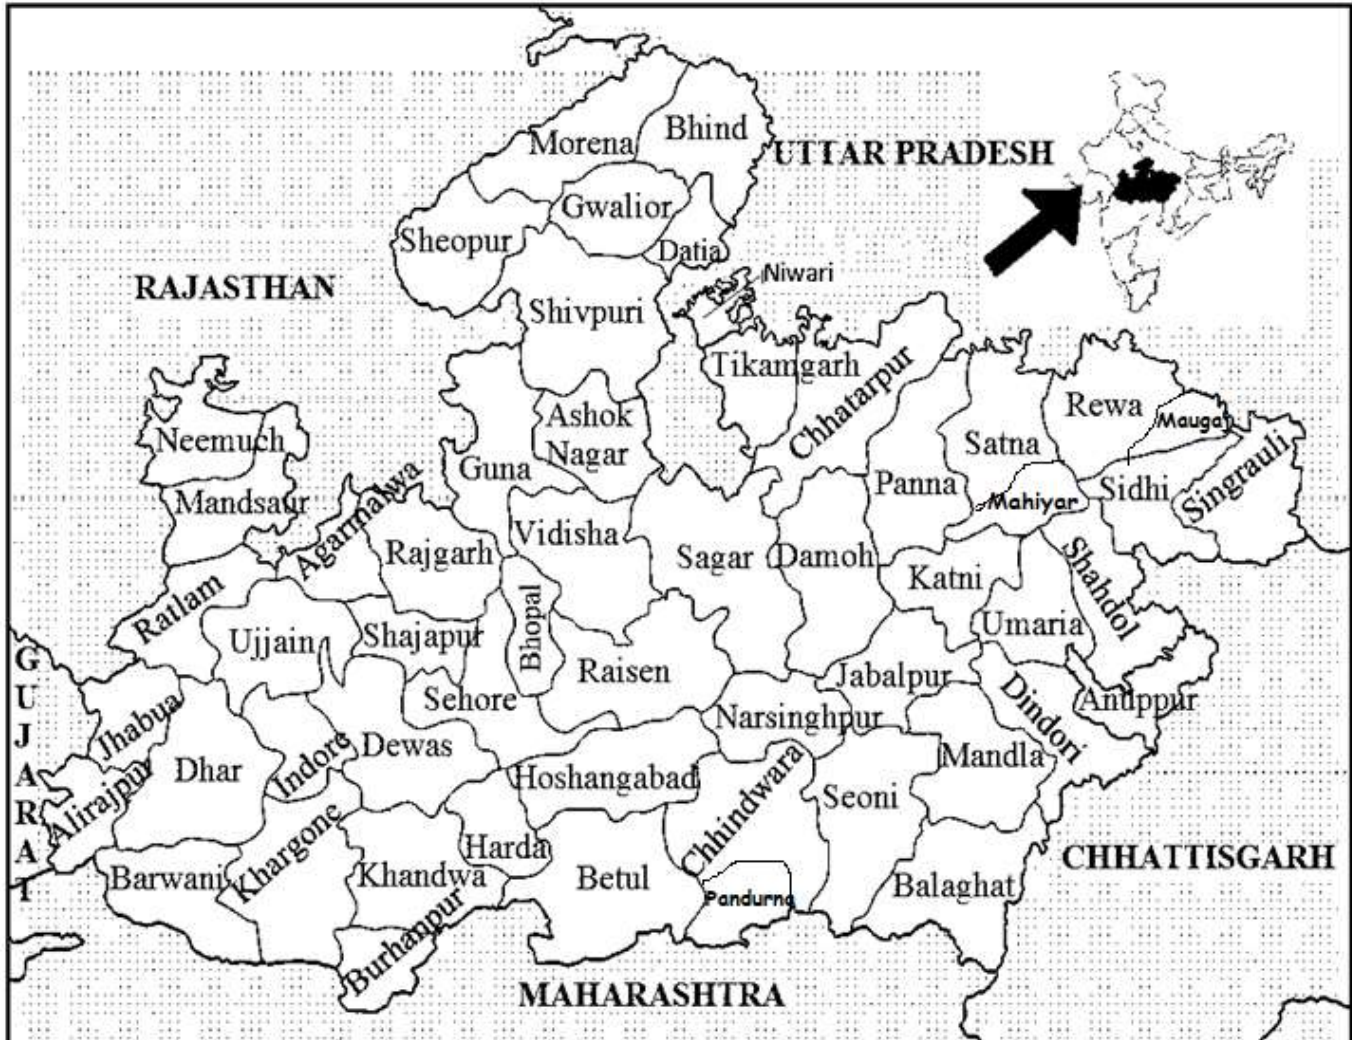 Bhind
Morena
UTTAR PRADESH
Gwalior
Sheopur
Datia
Niwari
RAJASTHAN
Shivpuri
Tikamgarh
Chhatarpur
Rewa
Mauga
Ashok
Nagar
Neemuch
Satna
Guna
Panna
Sidhi
Singrauli
Mandsaur
Mahiyar
Agarmalwa
Vidisha
Rajgarh
Sagar
Damoh
Katni
Shahdol
Ratlam
Ujjain
Shajapur
Bhopal
Umaria
GUJARAT
Raisen
Jabalpur
Sehore
Dindori
Anuppur
Jhabua
Narsinghpur
Dewas
Indore
Dhar
Mandla
Hoshangabad
Alirajpur
Chhindwara
Seoni
Khargone
Harda
CHHATTISGARH
Barwani
Khandwa
Betul
Pandurna
Balaghat
Burhanpur
MAHARASHTRA